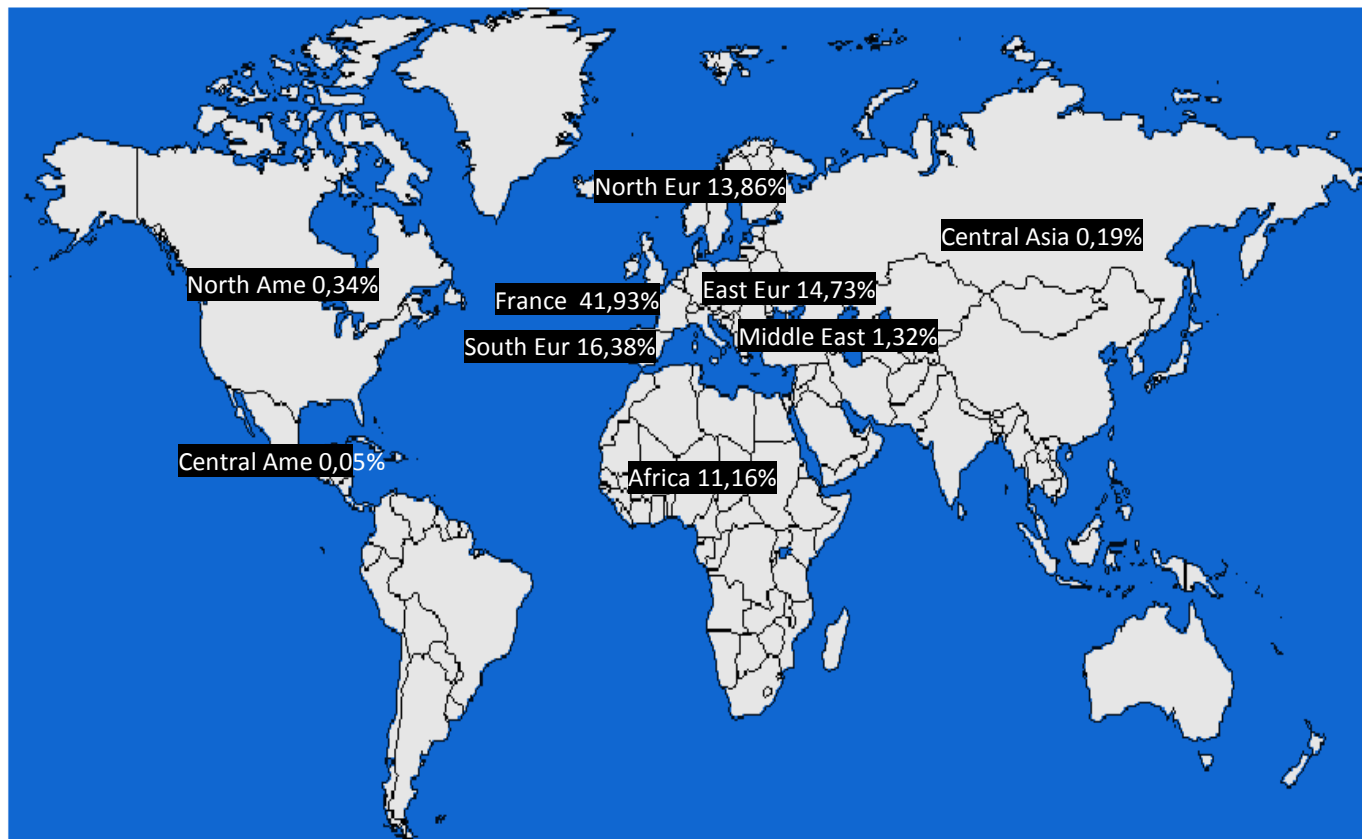 North Eur 13,86%
Central Asia 0,19%
North Ame 0,34%
East Eur 14,73%
France  41,93%
Middle East 1,32%
South Eur 16,38%
Central Ame 0,05%
Africa 11,16%